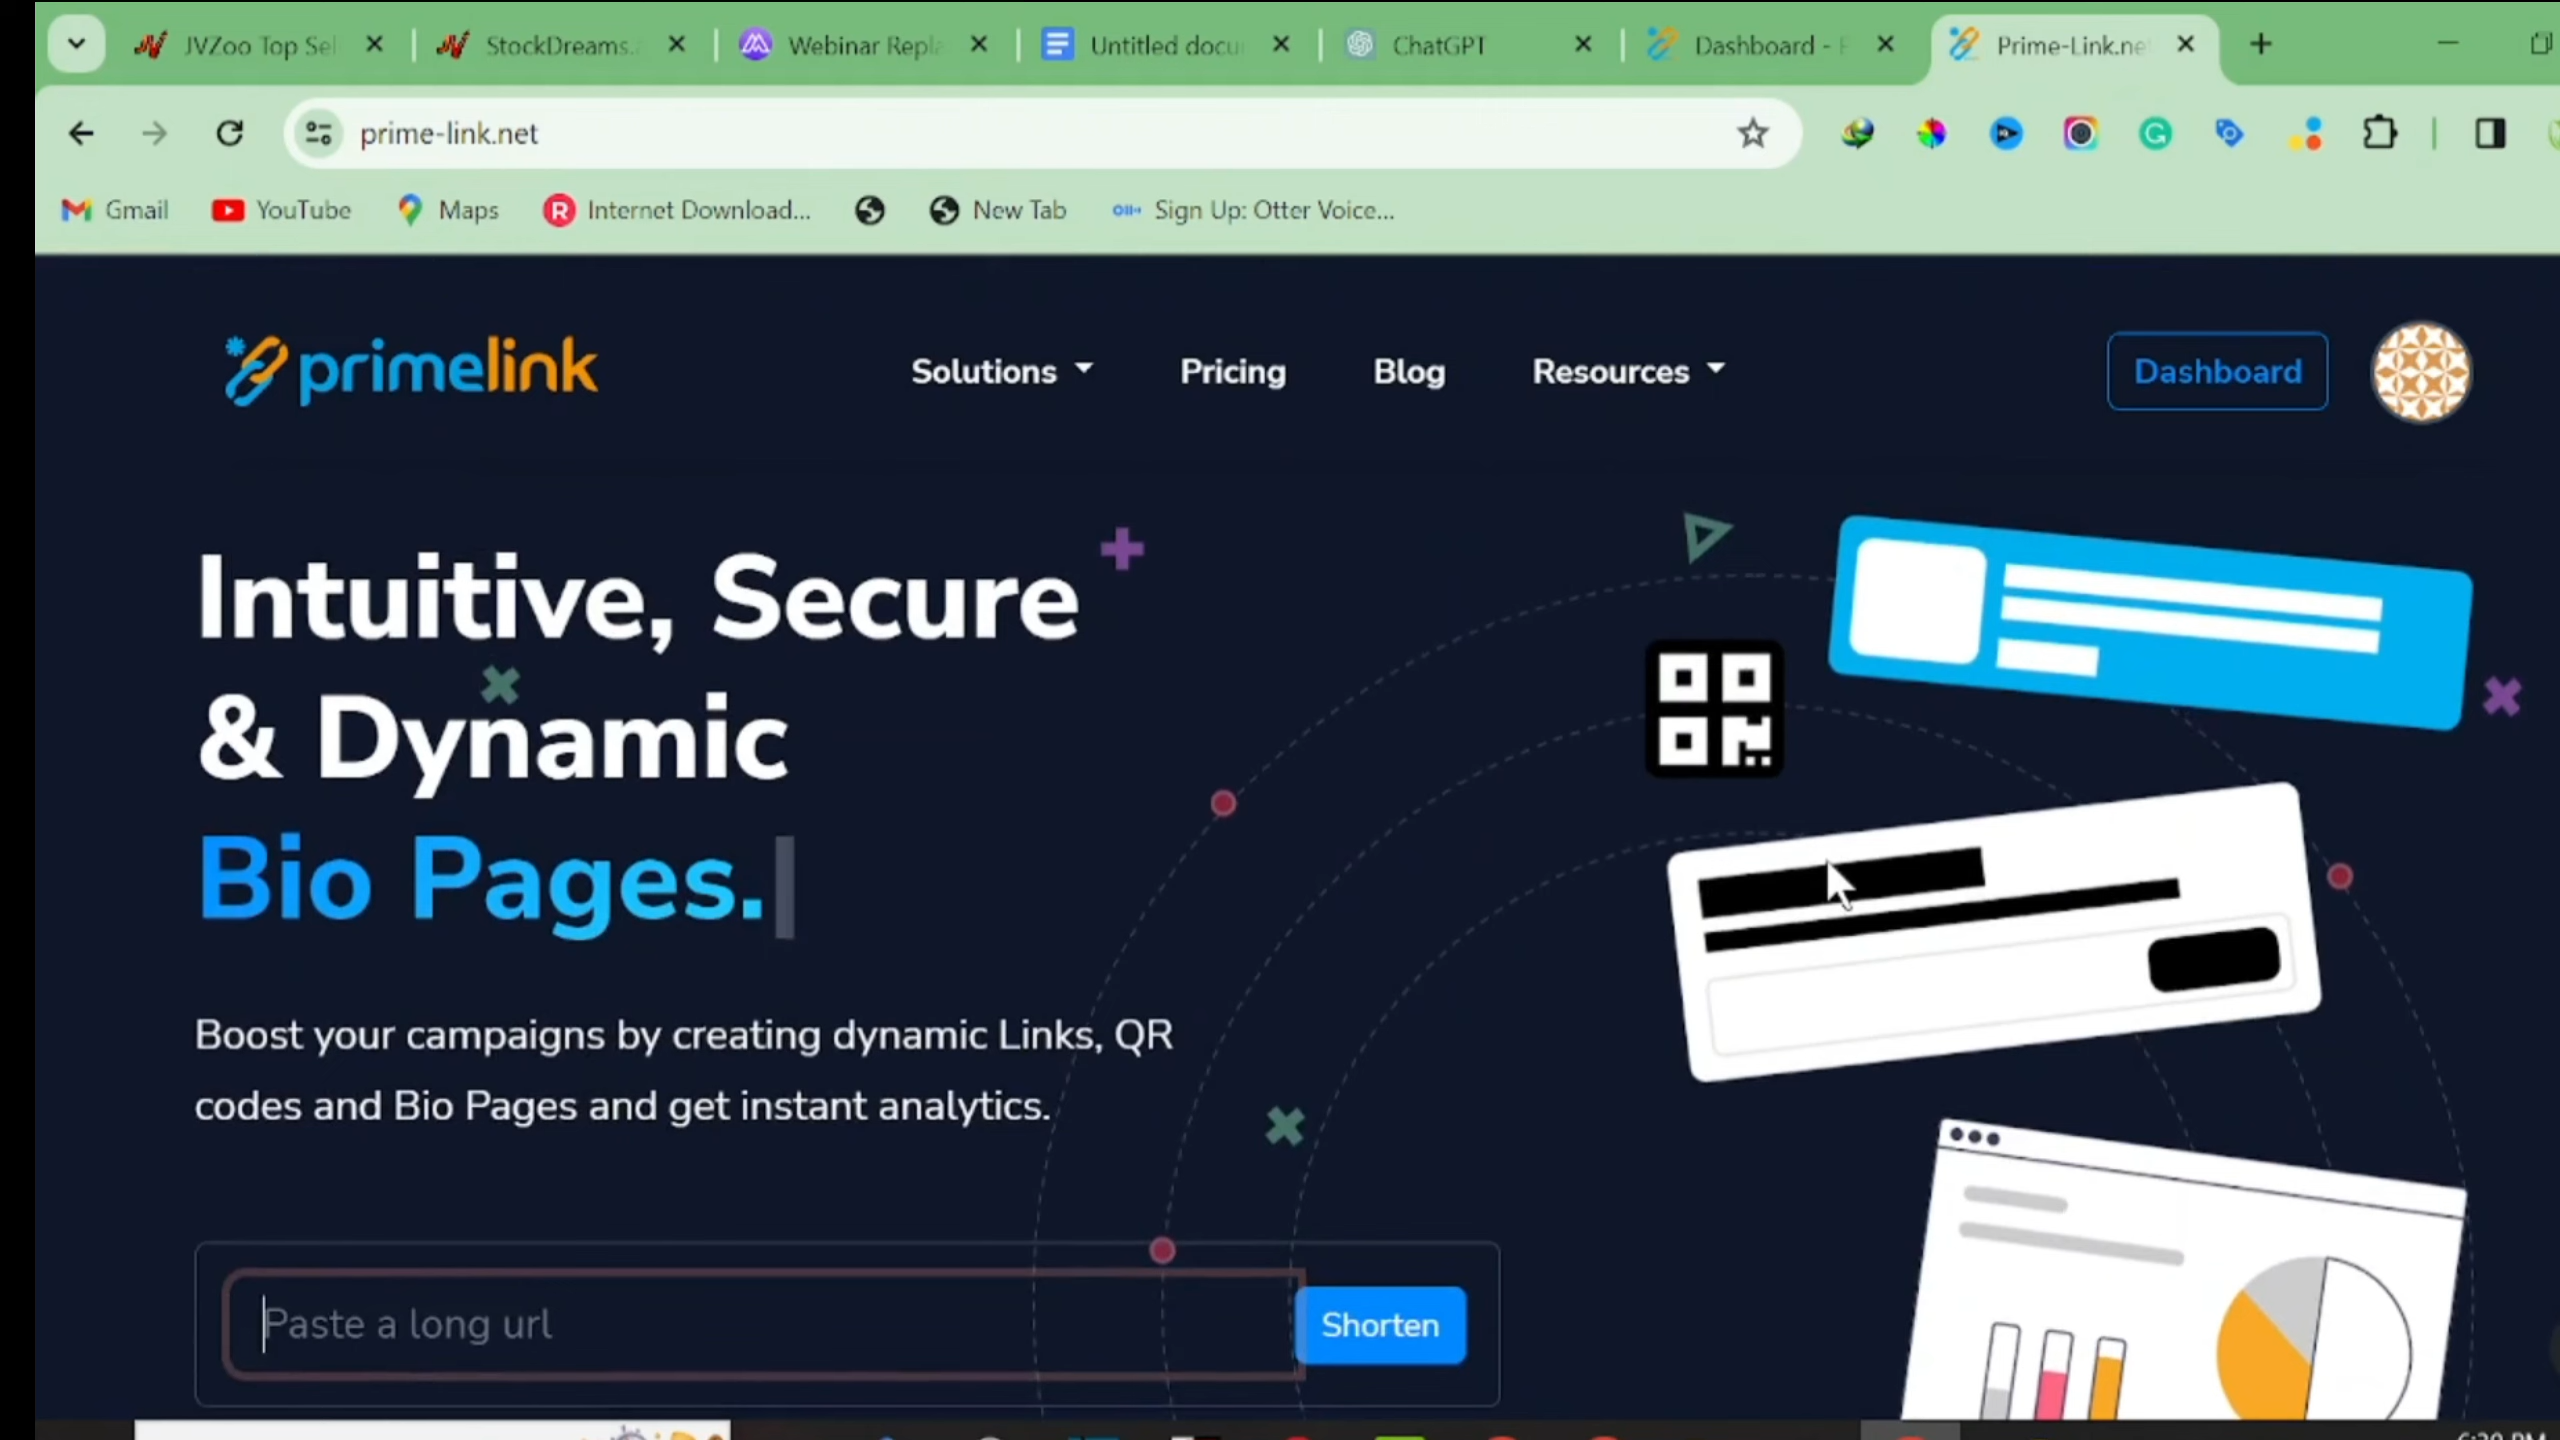 JVZoo Top Sel
StockDreams.
Webinar Repla
Untitled docu
ChatGPT
Dashboard -
Prime-Link.ne
prime-link.net
Gmail
YouTube
Maps
Internet Download...
New Tab
Sign Up: Otter Voice...
primelink
Solutions
Pricing
Blog
Resources
Dashboard
Intuitive, Secure
& Dynamic
Bio Pages.
Boost your campaigns by creating dynamic Links, QR
codes and Bio Pages and get instant analytics.
Paste a long url
Shorten